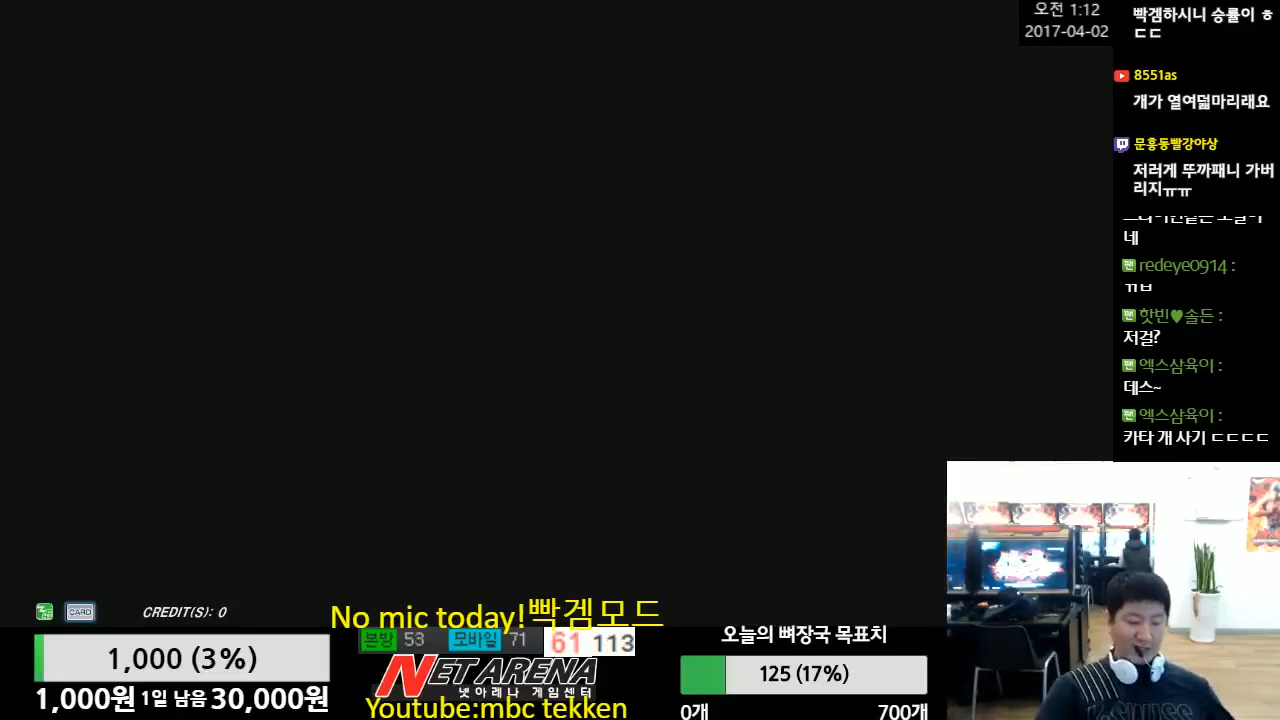 오전 1:12
2017-04-02
빡겜하시니 승률이 ㅎ
ㄷㄷ
8551as
개가 열여덟마리래요
문흥동빨강야상
저러게 뚜까패니 가버
리지ㅠㅠ
네
팬 redeye0914 :
ㄲㅂ
팬 핫빈♥솔든 :
저걸?
팬 엑스삼육이 :
데스~
팬 엑스삼육이 :
카타 개 사기 ㄷㄷㄷㄷ
CARD
CREDIT(S): 0
No mic today!빡겜모드
본방 53 모바일 71 61 113
1,000 (3%)
1,000원 1일 남음 30,000원
NET ARENA
넷아레나 게임센터
Youtube:mbc tekken
오늘의 뼈장국 목표치
125 (17%)
0개 700개